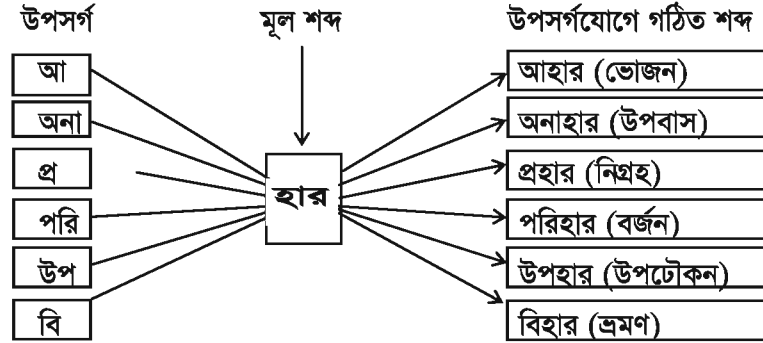 উপসর্গ মূল শব্দ উপসর্গযোগে গঠিত শব্দ
আ আহার (ভোজন)
অনা অনাহার (উপবাস)
প্র প্রহার (নিগ্রহ)
হার
পরি পরিহার (বর্জন)
উপ উপহার (উপঢৌকন)
বি বিহার (ভ্রমণ)